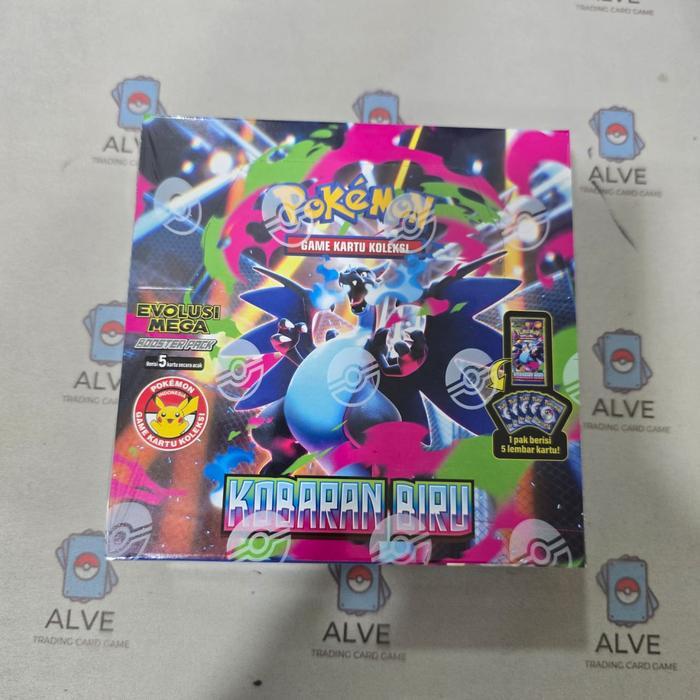 ALVE
TRADING CARD GAME
ALVE
TRADING CARD GAME
ALVE
TRADING CARD GAME
POKÉMON
GAME KARTU KOLEKSI
EVOLUSI
MEGA
BOOSTER PACK
Berisi 5 kartu secara acak
POKÉMON
INDONESIA
GAME KARTU KOLEKSI
1 pak berisi
5 lembar kartu!
KOBARAN BIRU
ALVE
TRADING CARD GAME
ALVE
TRADING CARD GAME
ALVE
TRADING CARD GAME
ALVE
TRADING CARD GAME